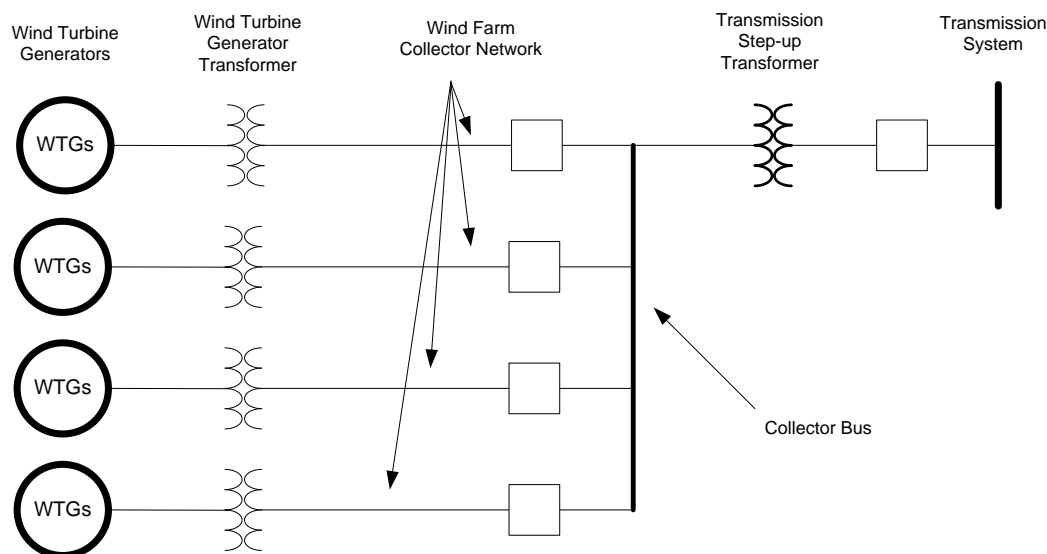 Wind Turbine
Generators
Wind Turbine
Generator
Transformer
Wind Farm
Collector Network
Transmission
Step-up
Transformer
Transmission
System
WTGs
WTGs
WTGs
Collector Bus
WTGs